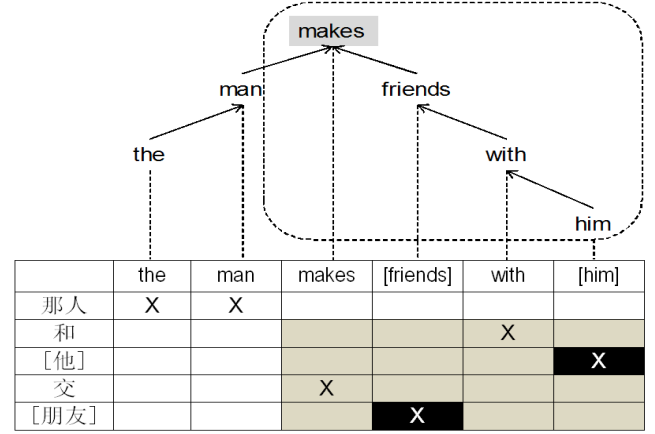 makes
man friends
the with
him
the man makes [friends] with [him]
那人 X X
和 X
[他] X
交 X
[朋友] X